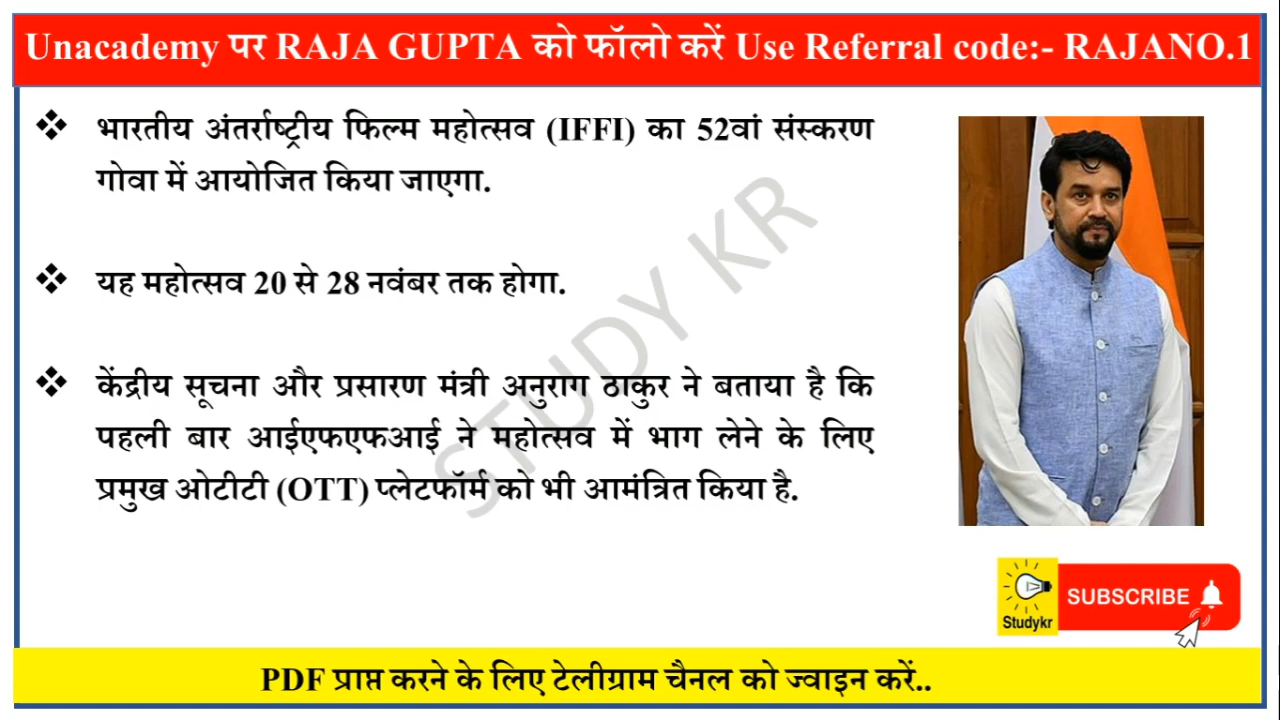 Unacademy पर RAJA GUPTA को फॉलो करें Use Referral code:- RAJANO.1
❖ भारतीय अंतर्राष्ट्रीय फिल्म महोत्सव (IFFI) का 52वां संस्करण
गोवा में आयोजित किया जाएगा.
❖ यह महोत्सव 20 से 28 नवंबर तक होगा.
❖ केंद्रीय सूचना और प्रसारण मंत्री अनुराग ठाकुर ने बताया है कि
पहली बार आईएफएफआई ने महोत्सव में भाग लेने के लिए
प्रमुख ओटीटी (OTT) प्लेटफॉर्म को भी आमंत्रित किया है.
STUDY KR
SUBSCRIBE
Studykr
PDF प्राप्त करने के लिए टेलीग्राम चैनल को ज्वाइन करें..